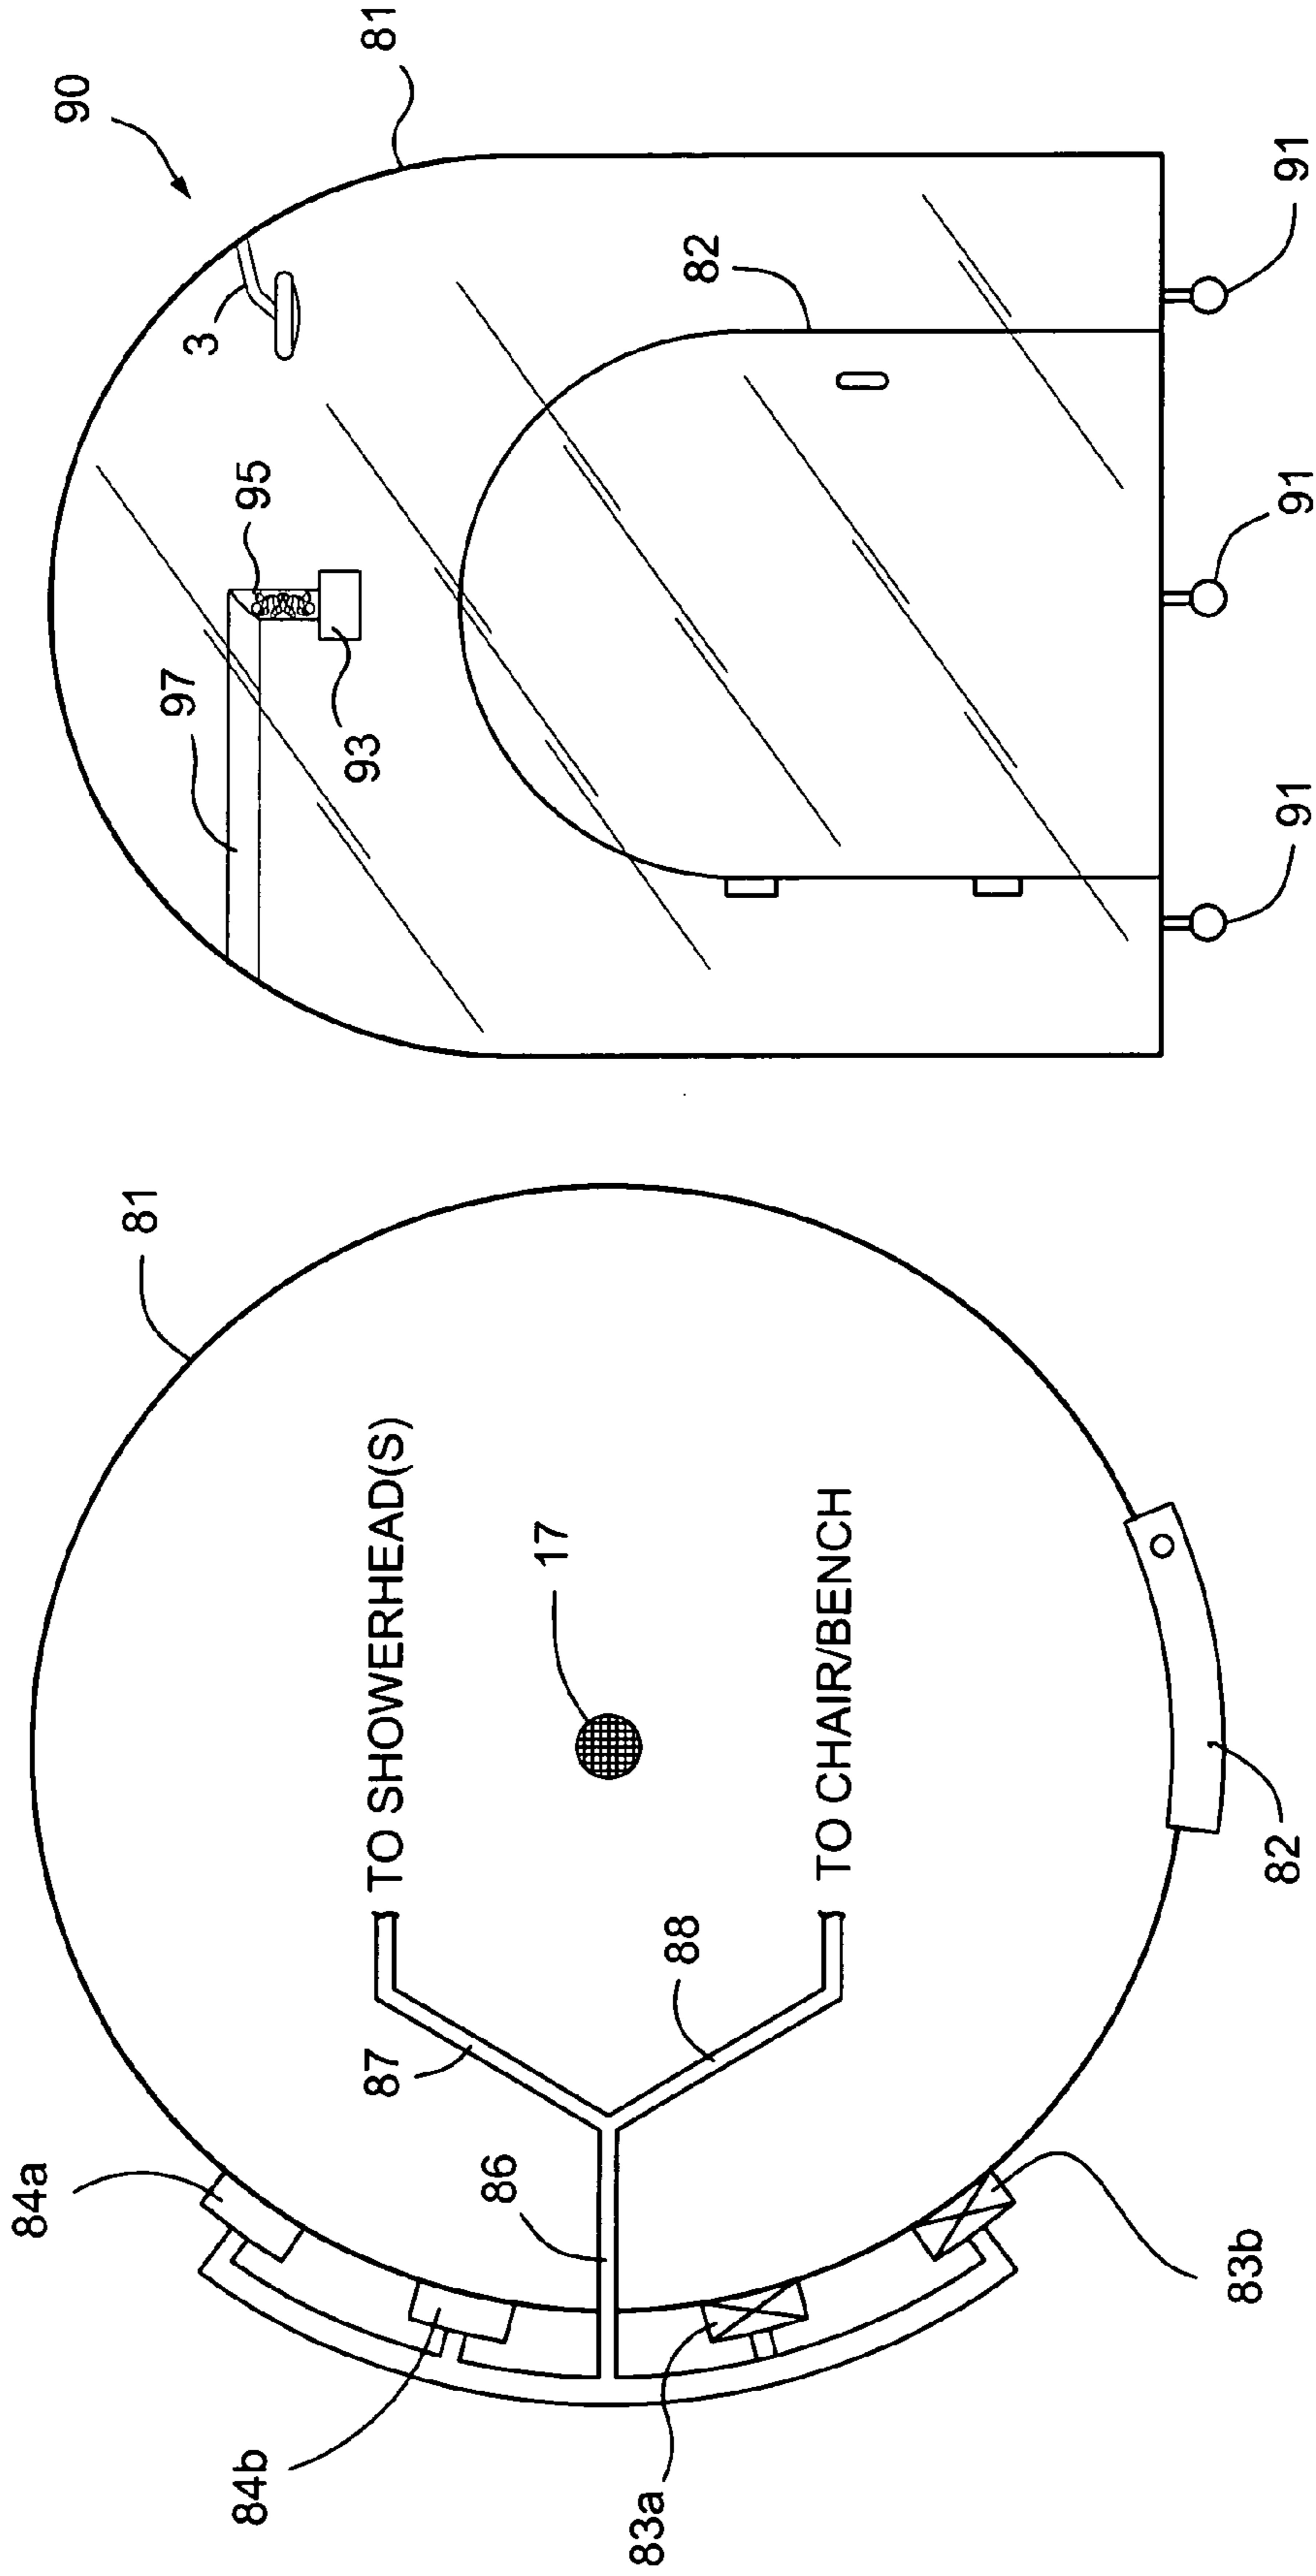 84a
84b
83a
83b
86
87
88
TO SHOWERHEAD(S)
TO CHAIR/BENCH
17
81
82
90
81
3
82
95
97
93
91
91
91